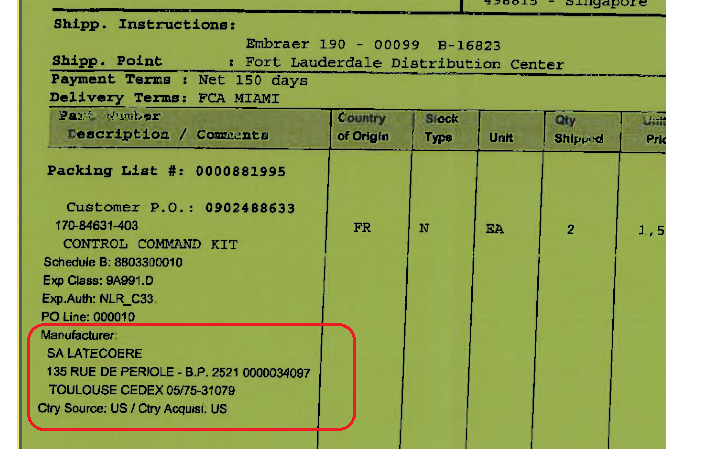 498815 - Singapore
Shipp. Instructions:
Embraer 190 - 00099 B-16823
Shipp. Point : Fort Lauderdale Distribution Center
Payment Terms : Net 150 days
Delivery Terms: FCA MIAMI
Part Number Country Stock Qty Unit
Description / Comments of Origin Type Unit Shipped
Packing List #: 0000881995
Customer P.O.: 0902488633
170-84631-403 FR N EA 2 1,5
CONTROL COMMAND KIT
Schedule B: 8803300010
Exp Class: 9A991.D
Exp.Auth: NLR_C33.
PO Line: 000010
Manufacturer:
SA LATECOERE
135 RUE DE PERIOLE - B.P. 2521 0000034097
TOULOUSE CEDEX 05/75-31079
Ctry Source: US / Ctry Acquisi. US